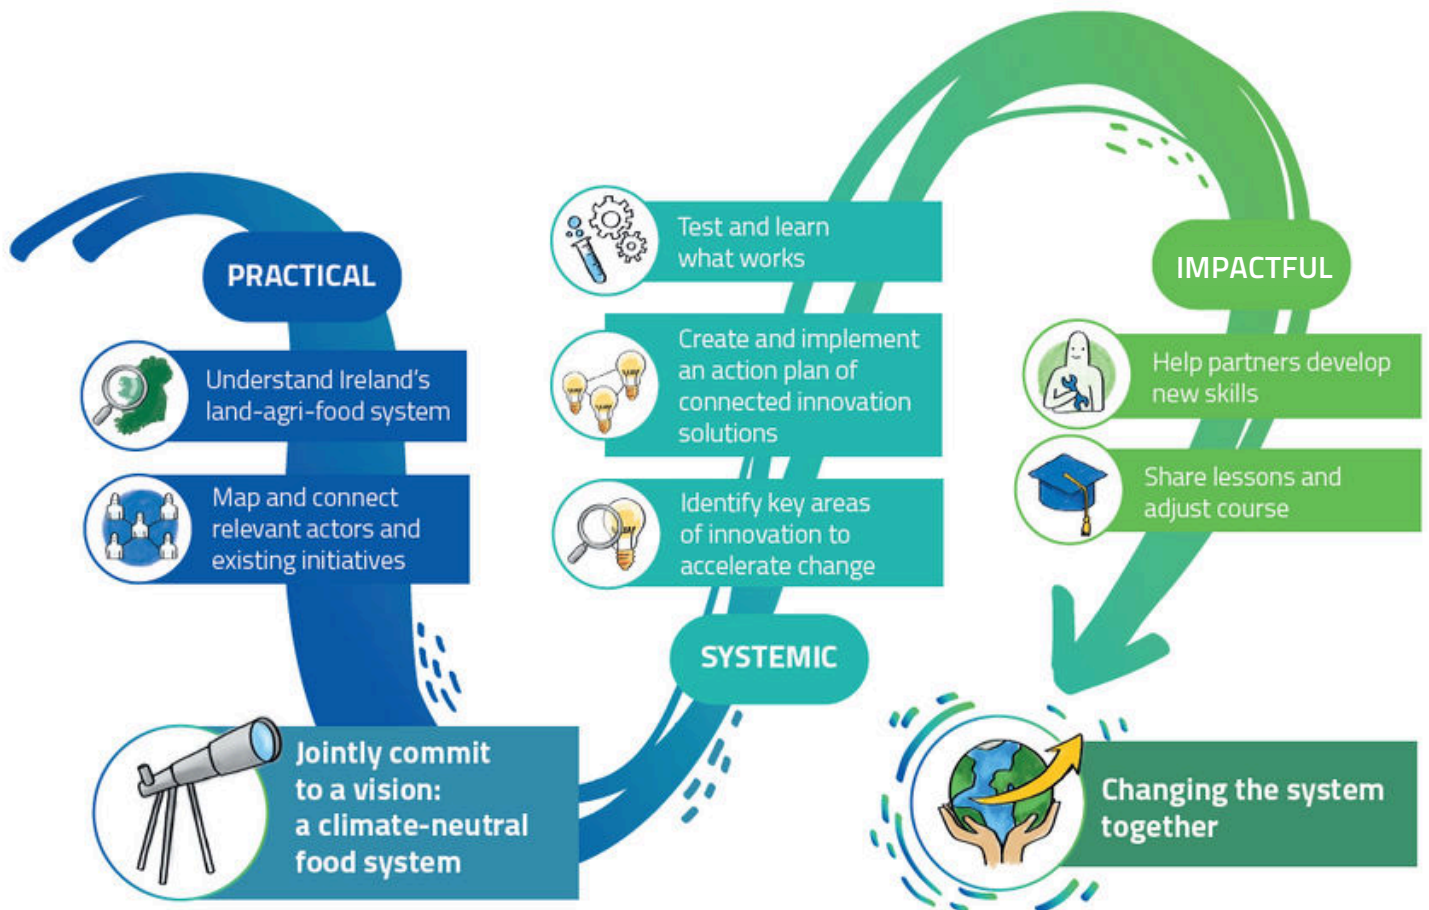 PRACTICAL
Understand Ireland's
land-agri-food system
Map and connect
relevant actors and
existing initiatives
Jointly commit
to a vision:
a climate-neutral
food system
Test and learn
what works
Create and implement
an action plan of
connected innovation
solutions
Identify key areas
of innovation to
accelerate change
SYSTEMIC
IMPACTFUL
Help partners develop
new skills
Share lessons and
adjust course
Changing the system
together